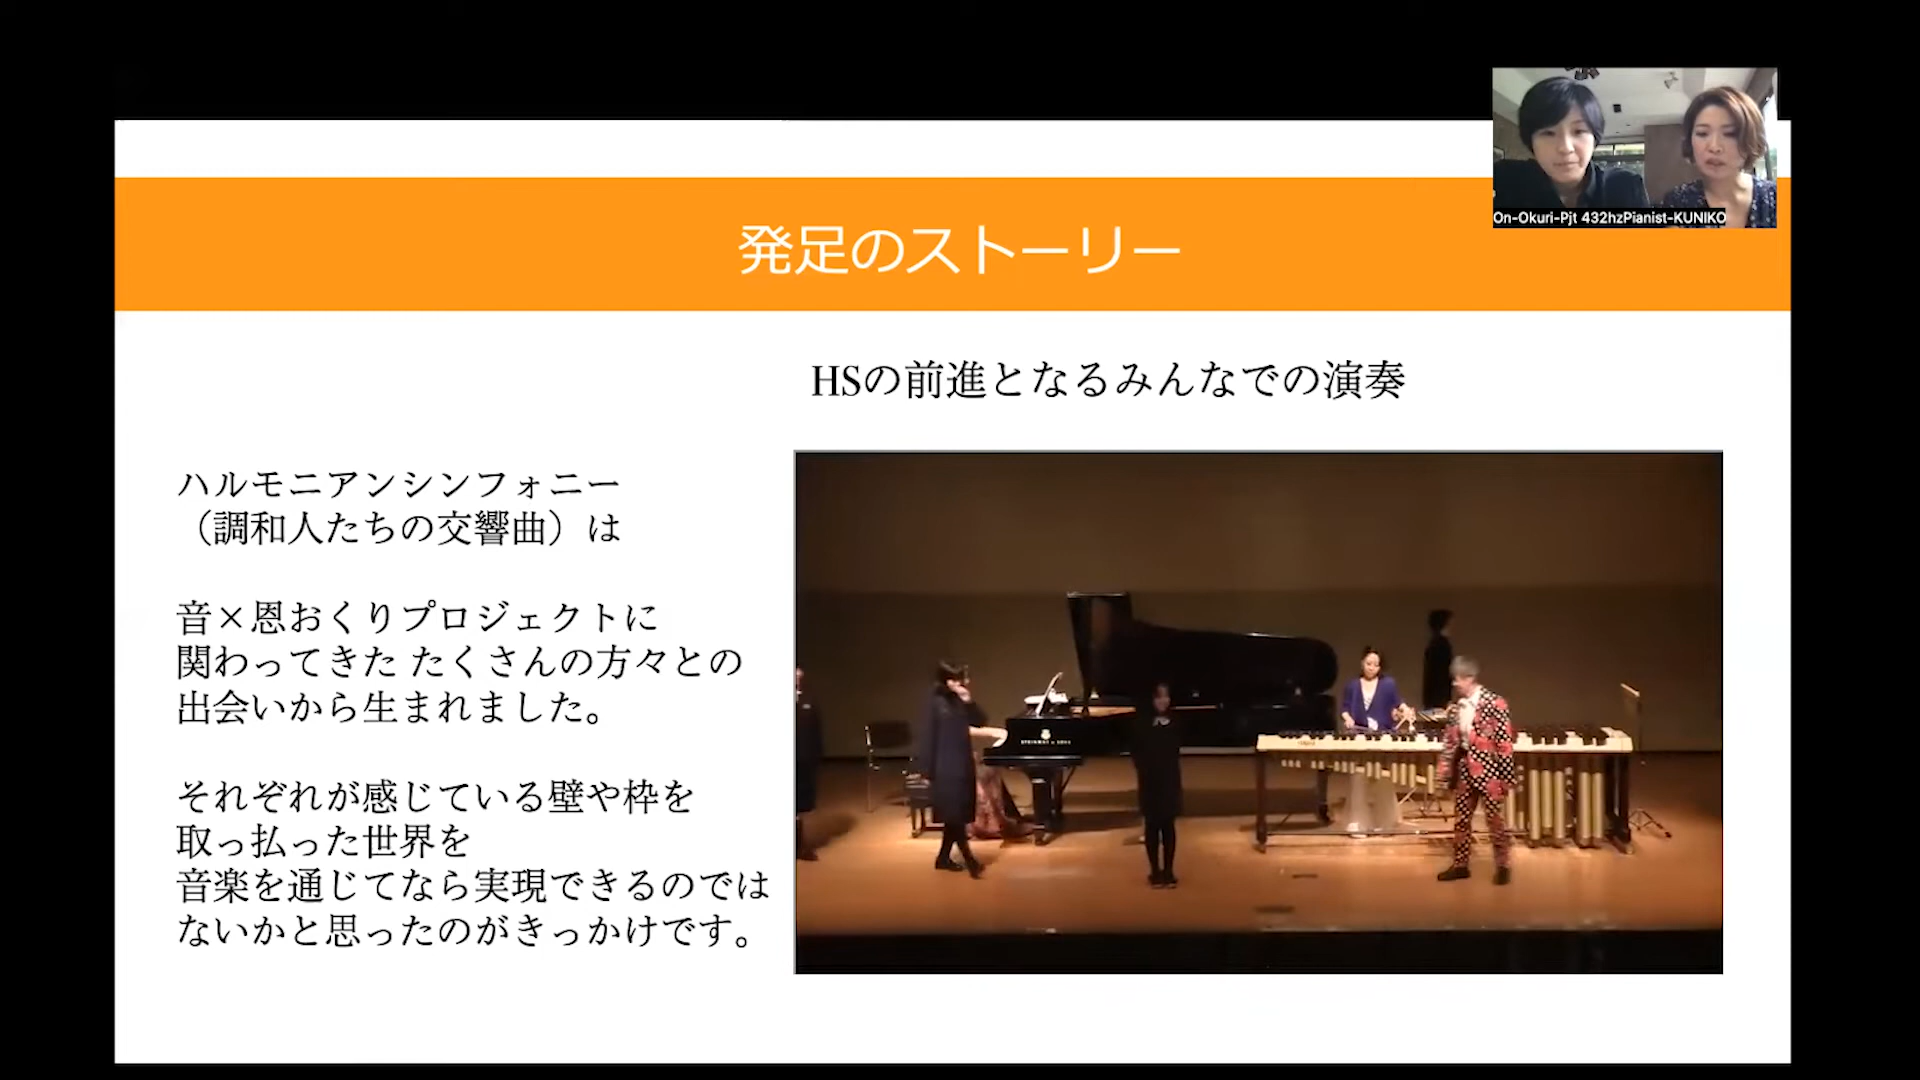 On-Okuri-Pjt 432hzPianist-KUNIKO
発足のストーリー
HSの前進となるみんなでの演奏
ハルモニアンシンフォニー
（調和人たちの交響曲）は
音×恩おくりプロジェクトに
関わってきた たくさんの方々との
出会いから生まれました。
それぞれが感じている壁や枠を
取っ払った世界を
音楽を通じてなら実現できるのでは
ないかと思ったのがきっかけです。
STEINWAY & SONS